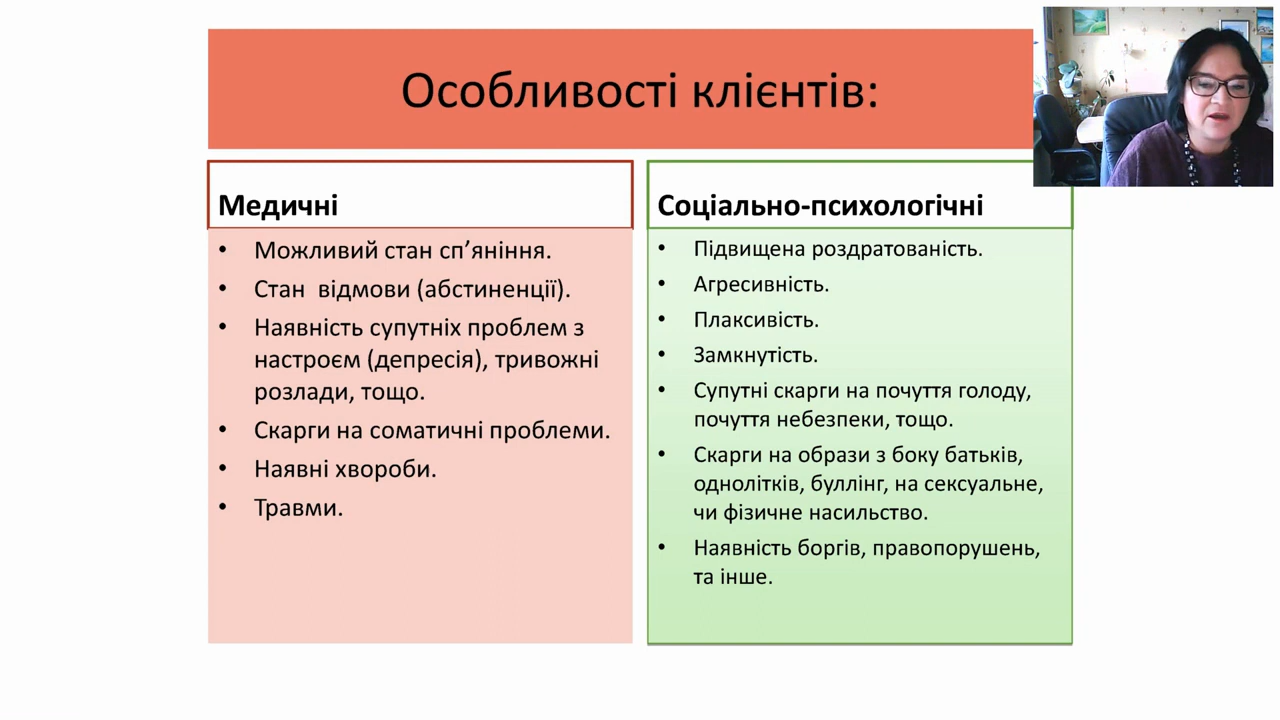 Особливості клієнтів:
Медичні
• Можливий стан сп’яніння.
• Стан відмови (абстиненції).
• Наявність супутніх проблем з
настроєм (депресія), тривожні
розлади, тощо.
• Скарги на соматичні проблеми.
• Наявні хвороби.
• Травми.
Соціально-психологічні
• Підвищена роздратованість.
• Агресивність.
• Плаксивість.
• Замкнутість.
• Супутні скарги на почуття голоду,
почуття небезпеки, тощо.
• Скарги на образи з боку батьків,
однолітків, буллінг, на сексуальне,
чи фізичне насильство.
• Наявність боргів, правопорушень,
та інше.